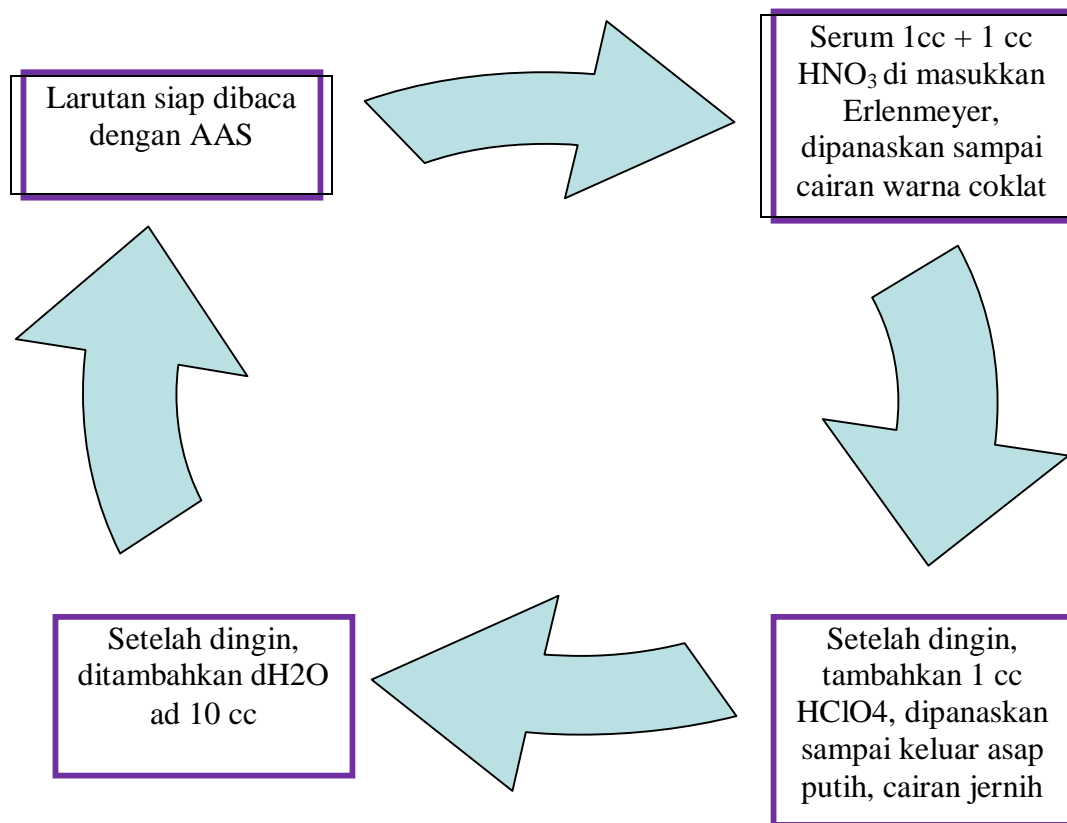 Larutan siap dibaca
dengan AAS
Serum 1cc + 1 cc
HNO₃ di masukkan
Erlenmeyer,
dipanaskan sampai
cairan warna coklat
Setelah dingin,
ditambahkan dH2O
ad 10 cc
Setelah dingin,
tambahkan 1 cc
HClO4, dipanaskan
sampai keluar asap
putih, cairan jernih